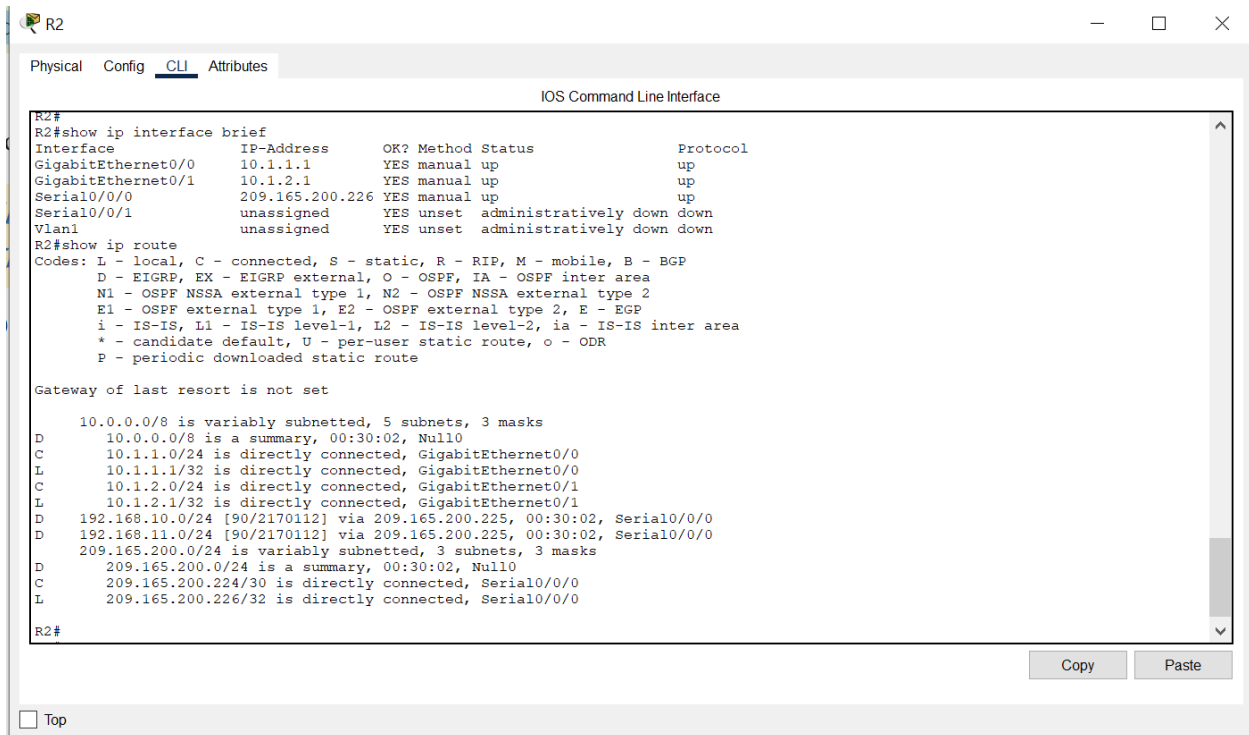 R2
Physical Config CLI Attributes
IOS Command Line Interface
R2#
R2#show ip interface brief
Interface              IP-Address      OK? Method Status                Protocol
GigabitEthernet0/0     10.1.1.1        YES manual up                    up
GigabitEthernet0/1     10.1.2.1        YES manual up                    up
Serial0/0/0            209.165.200.226 YES manual up                    up
Serial0/0/1            unassigned      YES unset  administratively down down
Vlan1                  unassigned      YES unset  administratively down down
R2#show ip route
Codes: L - local, C - connected, S - static, R - RIP, M - mobile, B - BGP
       D - EIGRP, EX - EIGRP external, O - OSPF, IA - OSPF inter area
       N1 - OSPF NSSA external type 1, N2 - OSPF NSSA external type 2
       E1 - OSPF external type 1, E2 - OSPF external type 2, E - EGP
       i - IS-IS, L1 - IS-IS level-1, L2 - IS-IS level-2, ia - IS-IS inter area
       * - candidate default, U - per-user static route, o - ODR
       P - periodic downloaded static route
Gateway of last resort is not set
     10.0.0.0/8 is variably subnetted, 5 subnets, 3 masks
D       10.0.0.0/8 is a summary, 00:30:02, Null0
C       10.1.1.0/24 is directly connected, GigabitEthernet0/0
L       10.1.1.1/32 is directly connected, GigabitEthernet0/0
C       10.1.2.0/24 is directly connected, GigabitEthernet0/1
L       10.1.2.1/32 is directly connected, GigabitEthernet0/1
D    192.168.10.0/24 [90/2170112] via 209.165.200.225, 00:30:02, Serial0/0/0
D    192.168.11.0/24 [90/2170112] via 209.165.200.225, 00:30:02, Serial0/0/0
     209.165.200.0/24 is variably subnetted, 3 subnets, 3 masks
D       209.165.200.0/24 is a summary, 00:30:02, Null0
C       209.165.200.224/30 is directly connected, Serial0/0/0
L       209.165.200.226/32 is directly connected, Serial0/0/0
R2#
Copy Paste
Top